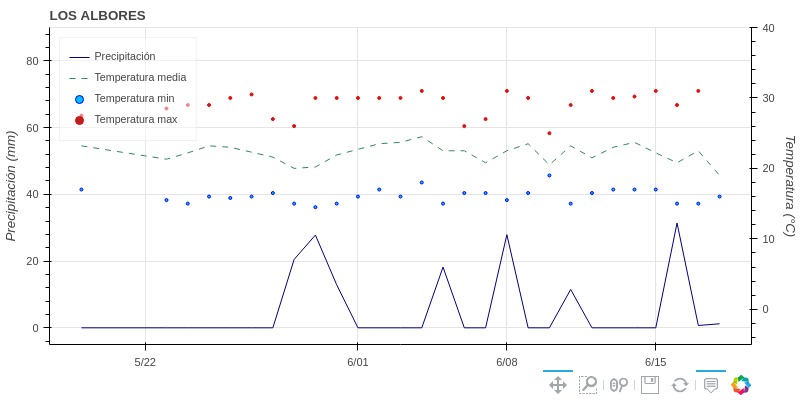 LOS ALBORES
Precipitación
Temperatura media
Temperatura min
Temperatura max
Precipitación (mm)
80
60
40
20
0
Temperatura (°C)
40
30
20
10
0
5/22
6/01
6/08
6/15